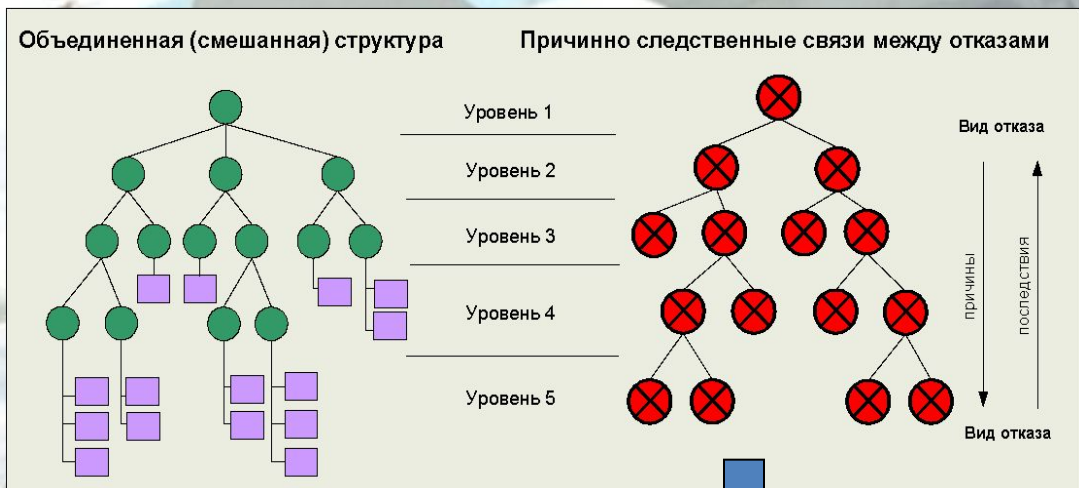 Объединенная (смешанная) структура
Причинно следственные связи между отказами
Уровень 1
Уровень 2
Уровень 3
Уровень 4
Уровень 5
Вид отказа
причины
последствия
Вид отказа